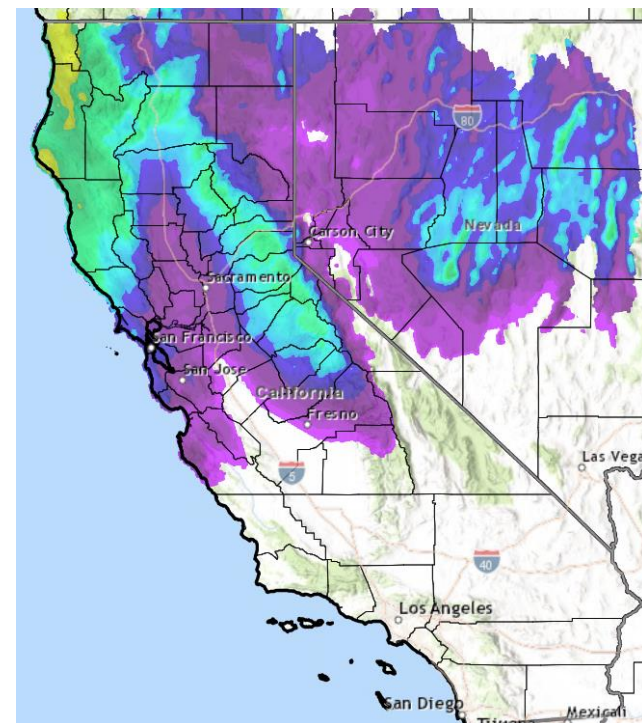 80
Nevada
Carson City
Sacramento
San Francisco
San Jose
California
Fresno
Las Vega
5
40
Los Angeles
San Diego
Mexicali